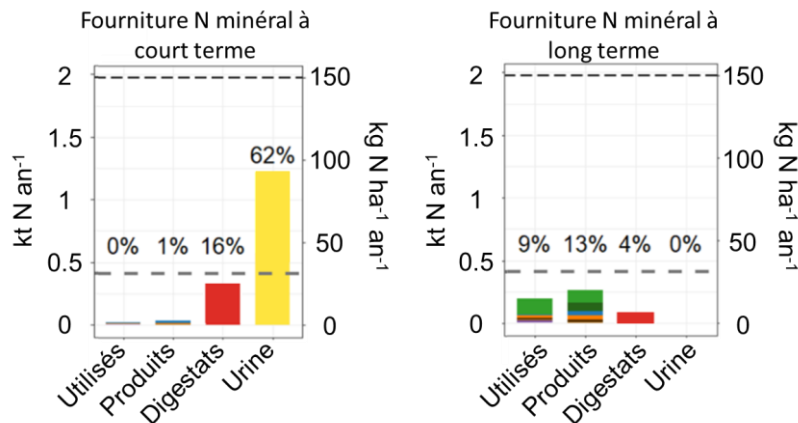 Fourniture N minéral à
court terme
2
1.5
1
0.5
0
kt N an⁻¹
150
100
50
0
kg N ha⁻¹ an⁻¹
0%
1%
16%
62%
Utilisés
Produits
Digestats
Urine
Fourniture N minéral à
long terme
2
1.5
1
0.5
0
kt N an⁻¹
150
100
50
0
kg N ha⁻¹ an⁻¹
9%
13%
4%
0%
Utilisés
Produits
Digestats
Urine